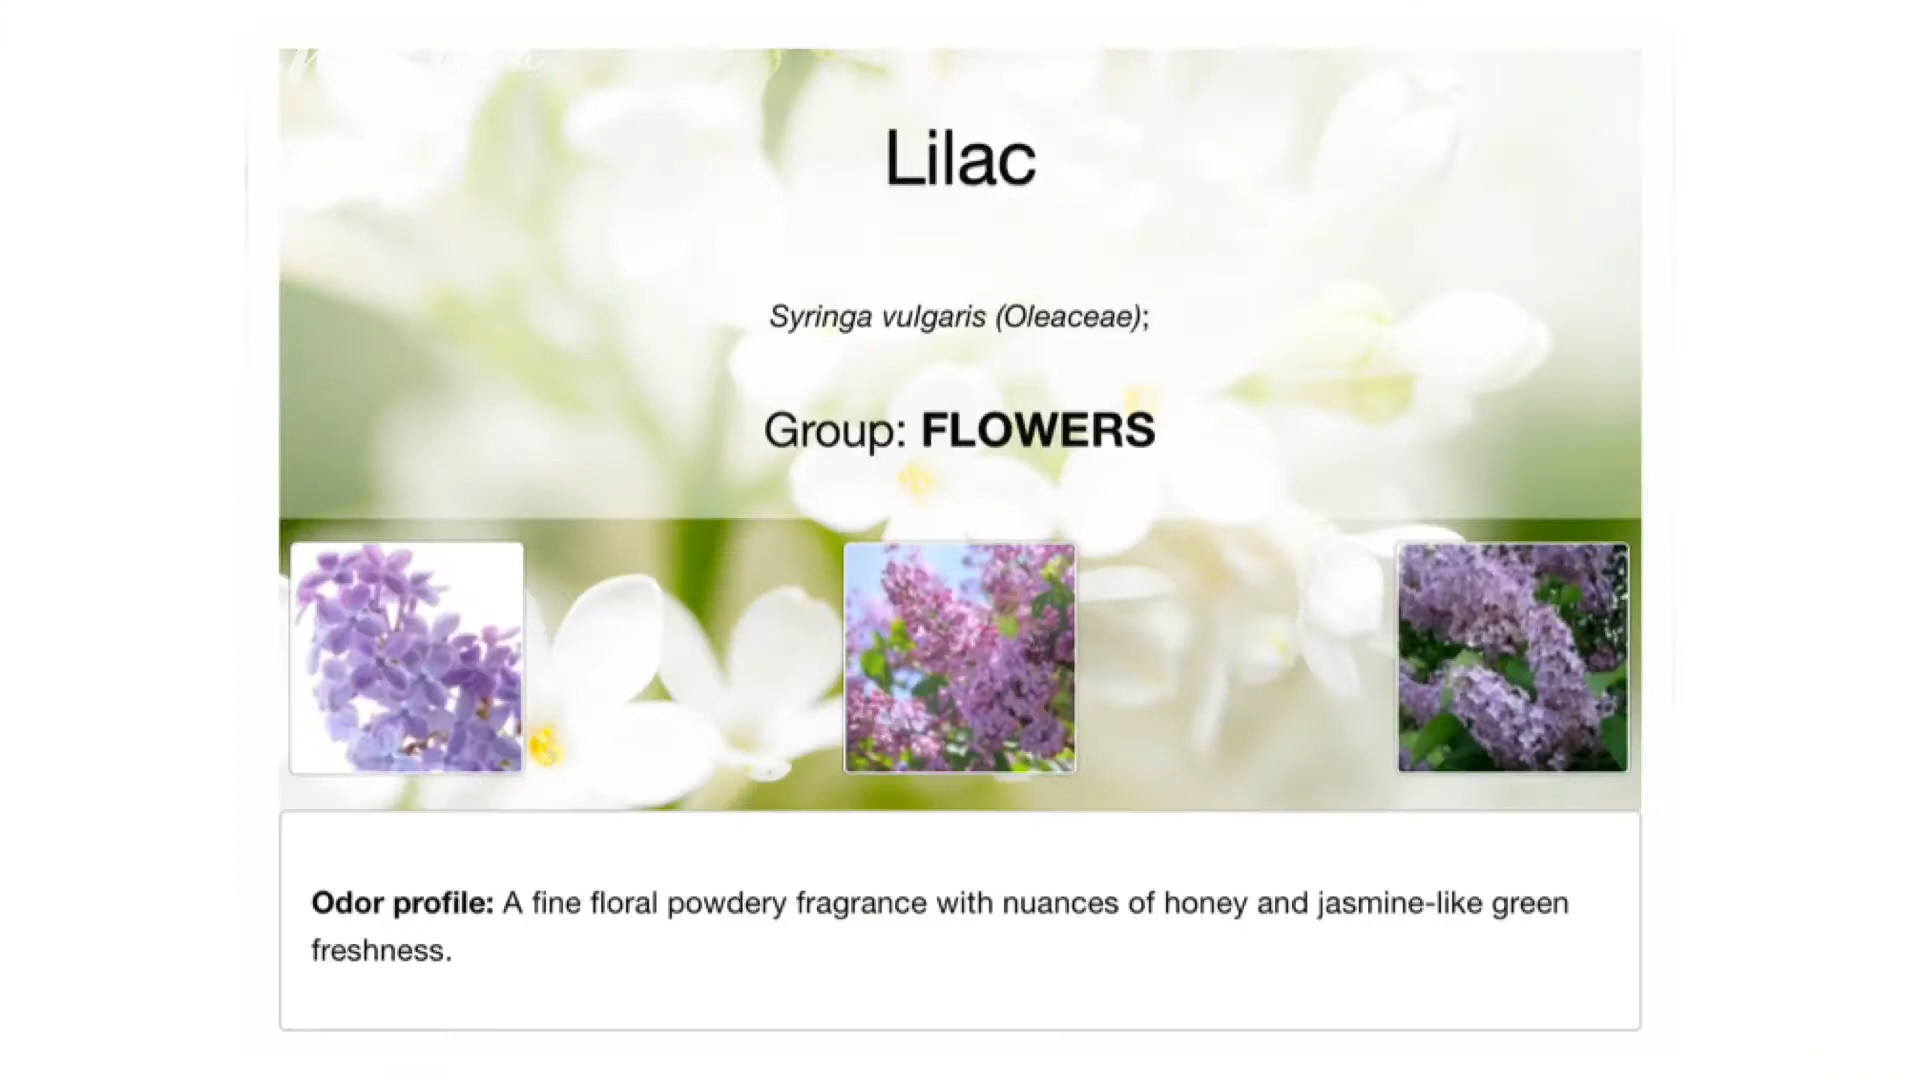 Lilac
Syringa vulgaris (Oleaceae);
Group: FLOWERS
Odor profile: A fine floral powdery fragrance with nuances of honey and jasmine-like green
freshness.